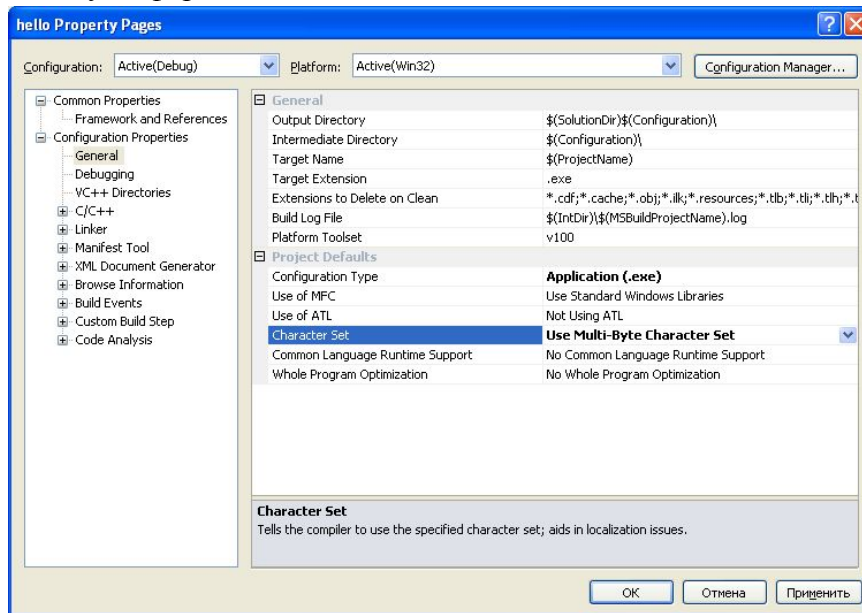 hello Property Pages
Configuration: Active(Debug) Platform: Active(Win32) Configuration Manager...
Common Properties
Framework and References
Configuration Properties
General
Debugging
VC++ Directories
C/C++
Linker
Manifest Tool
XML Document Generator
Browse Information
Build Events
Custom Build Step
Code Analysis
General
Output Directory $(SolutionDir)$(Configuration)\
Intermediate Directory $(Configuration)\
Target Name $(ProjectName)
Target Extension .exe
Extensions to Delete on Clean *.cdf;*.cache;*.obj;*.ilk;*.resources;*.tlb;*.tli;*.tlh;*.t
Build Log File $(IntDir)\$(MSBuildProjectName).log
Platform Toolset v100
Project Defaults
Configuration Type Application (.exe)
Use of MFC Use Standard Windows Libraries
Use of ATL Not Using ATL
Character Set Use Multi-Byte Character Set
Common Language Runtime Support No Common Language Runtime Support
Whole Program Optimization No Whole Program Optimization
Character Set
Tells the compiler to use the specified character set; aids in localization issues.
OK Отмена Применить